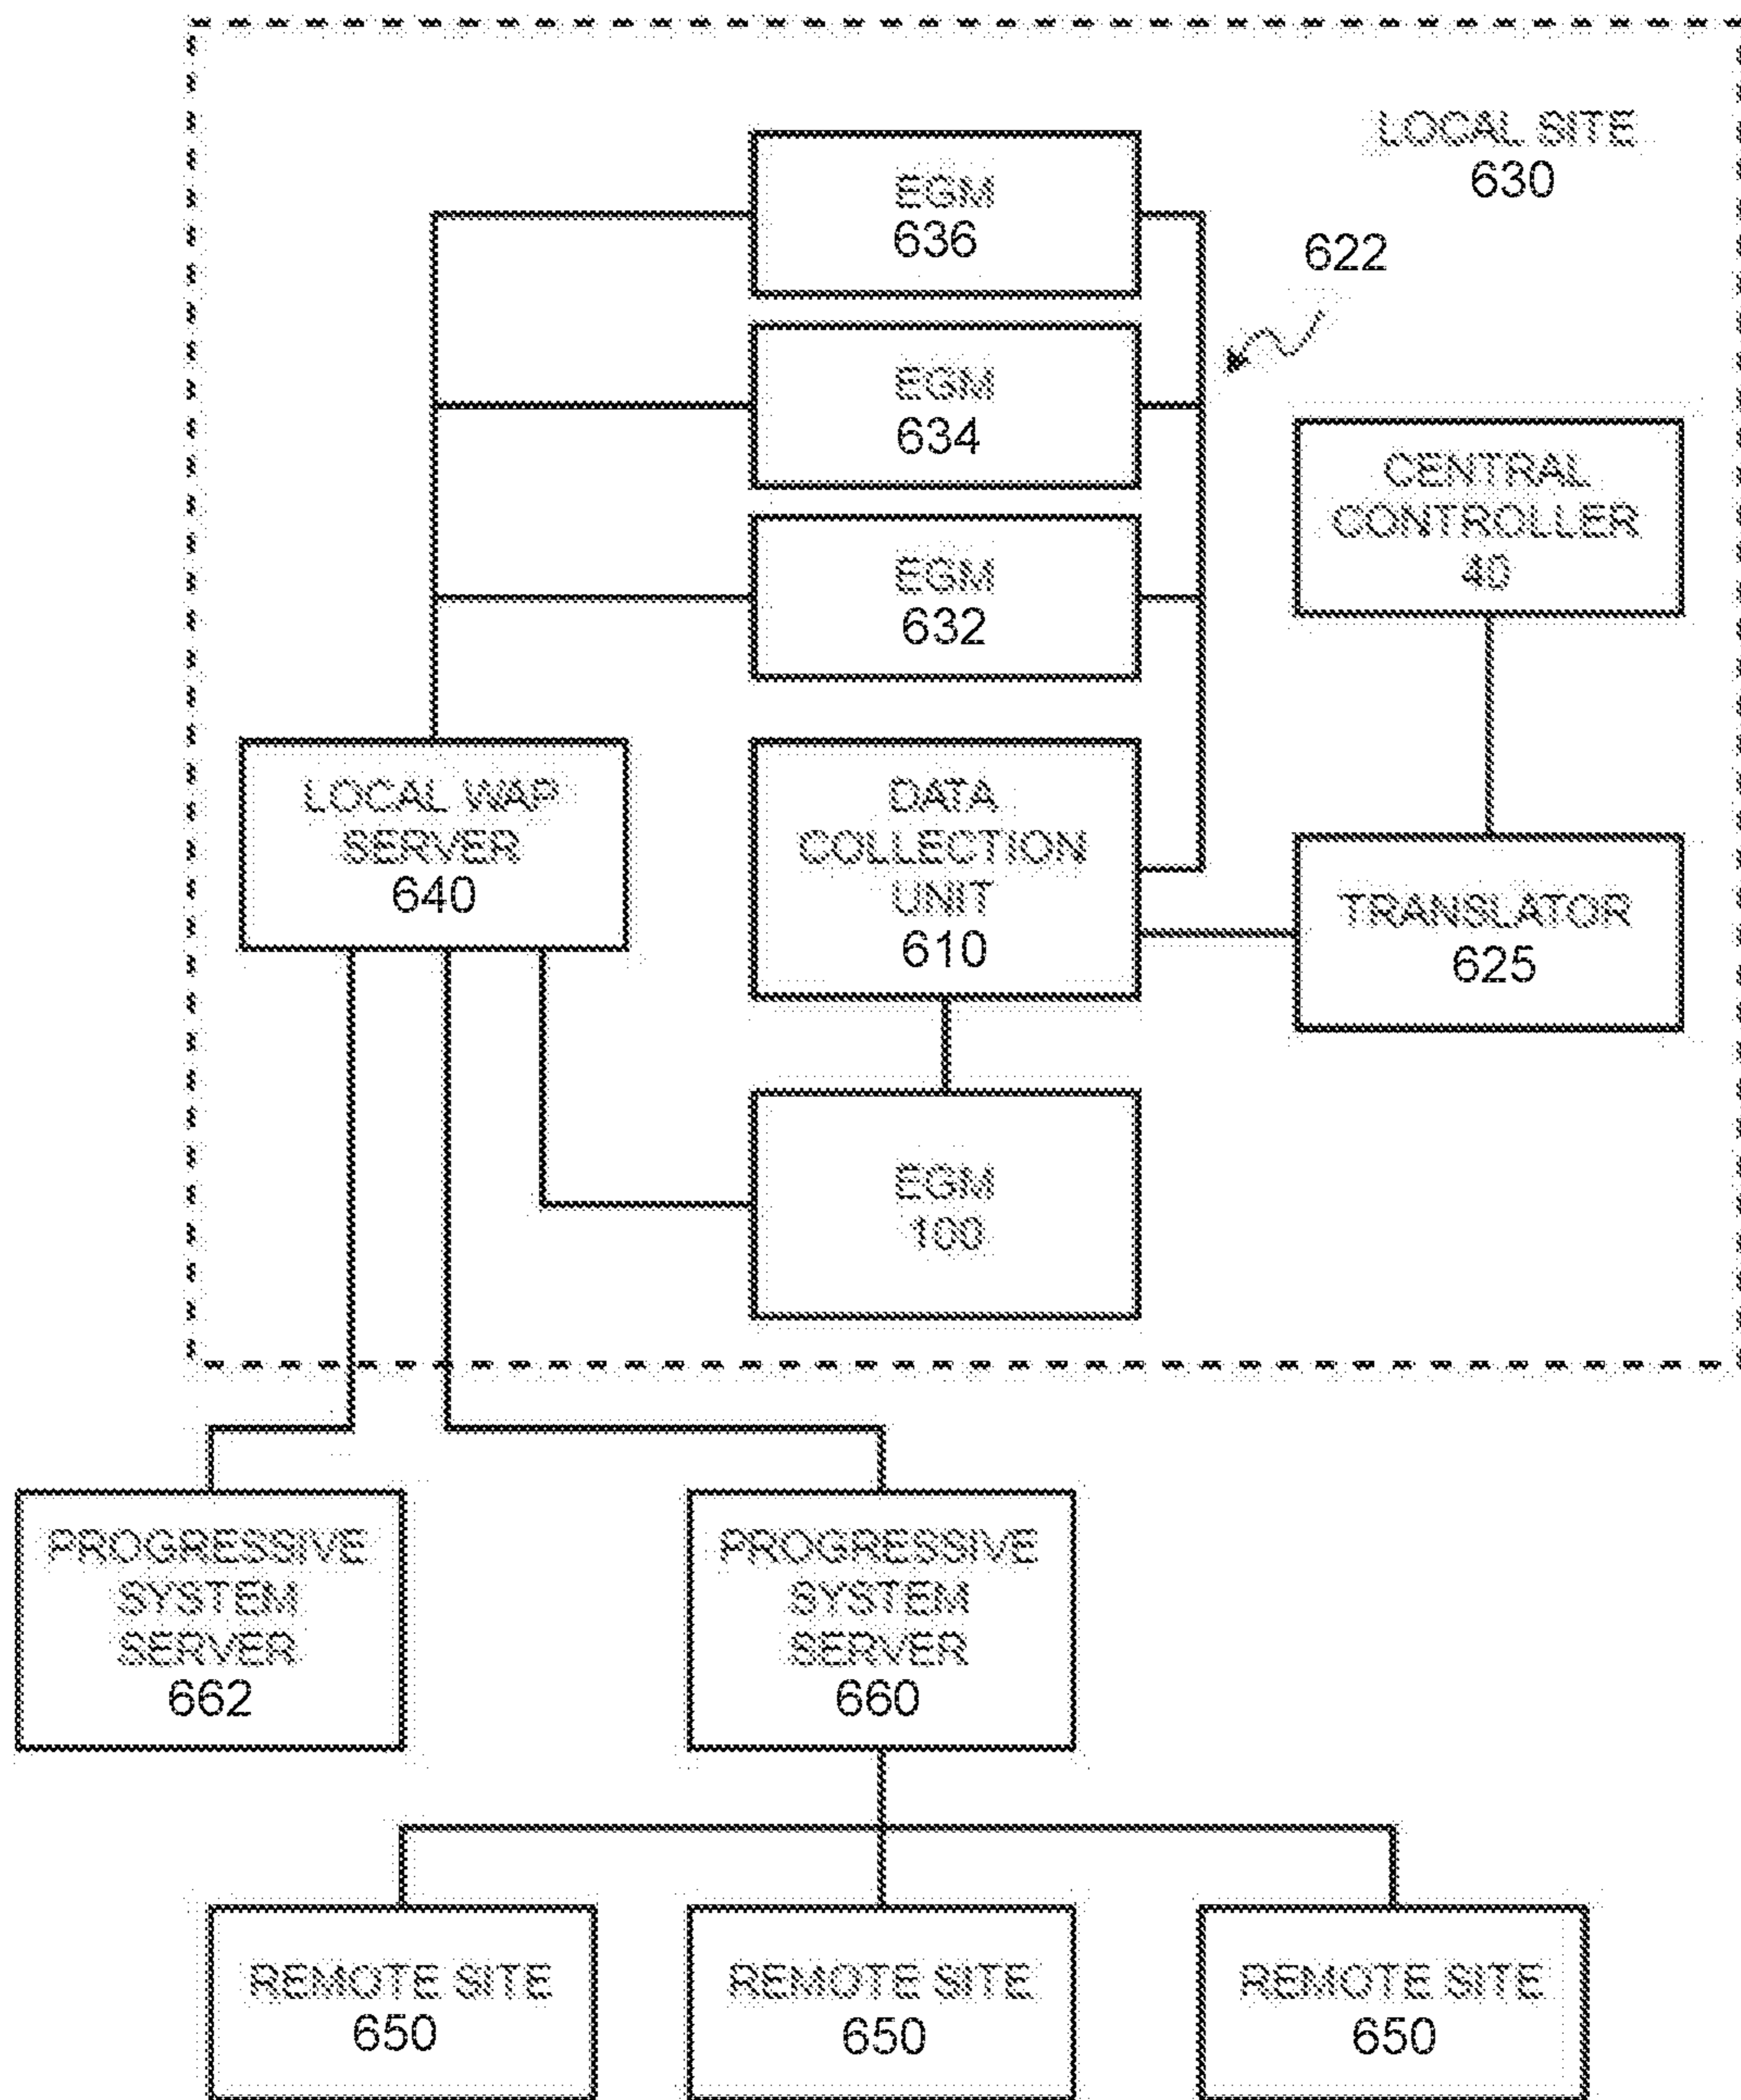 LOCAL SITE
630
EGM
636
622
EGM
634
CENTRAL
CONTROLLER
40
EGM
632
LOCAL WAP
SERVER
640
DATA
COLLECTION
UNIT
610
TRANSLATOR
625
EGM
100
PROGRESSIVE
SYSTEM
SERVER
662
PROGRESSIVE
SYSTEM
SERVER
660
REMOTE SITE
650
REMOTE SITE
650
REMOTE SITE
650